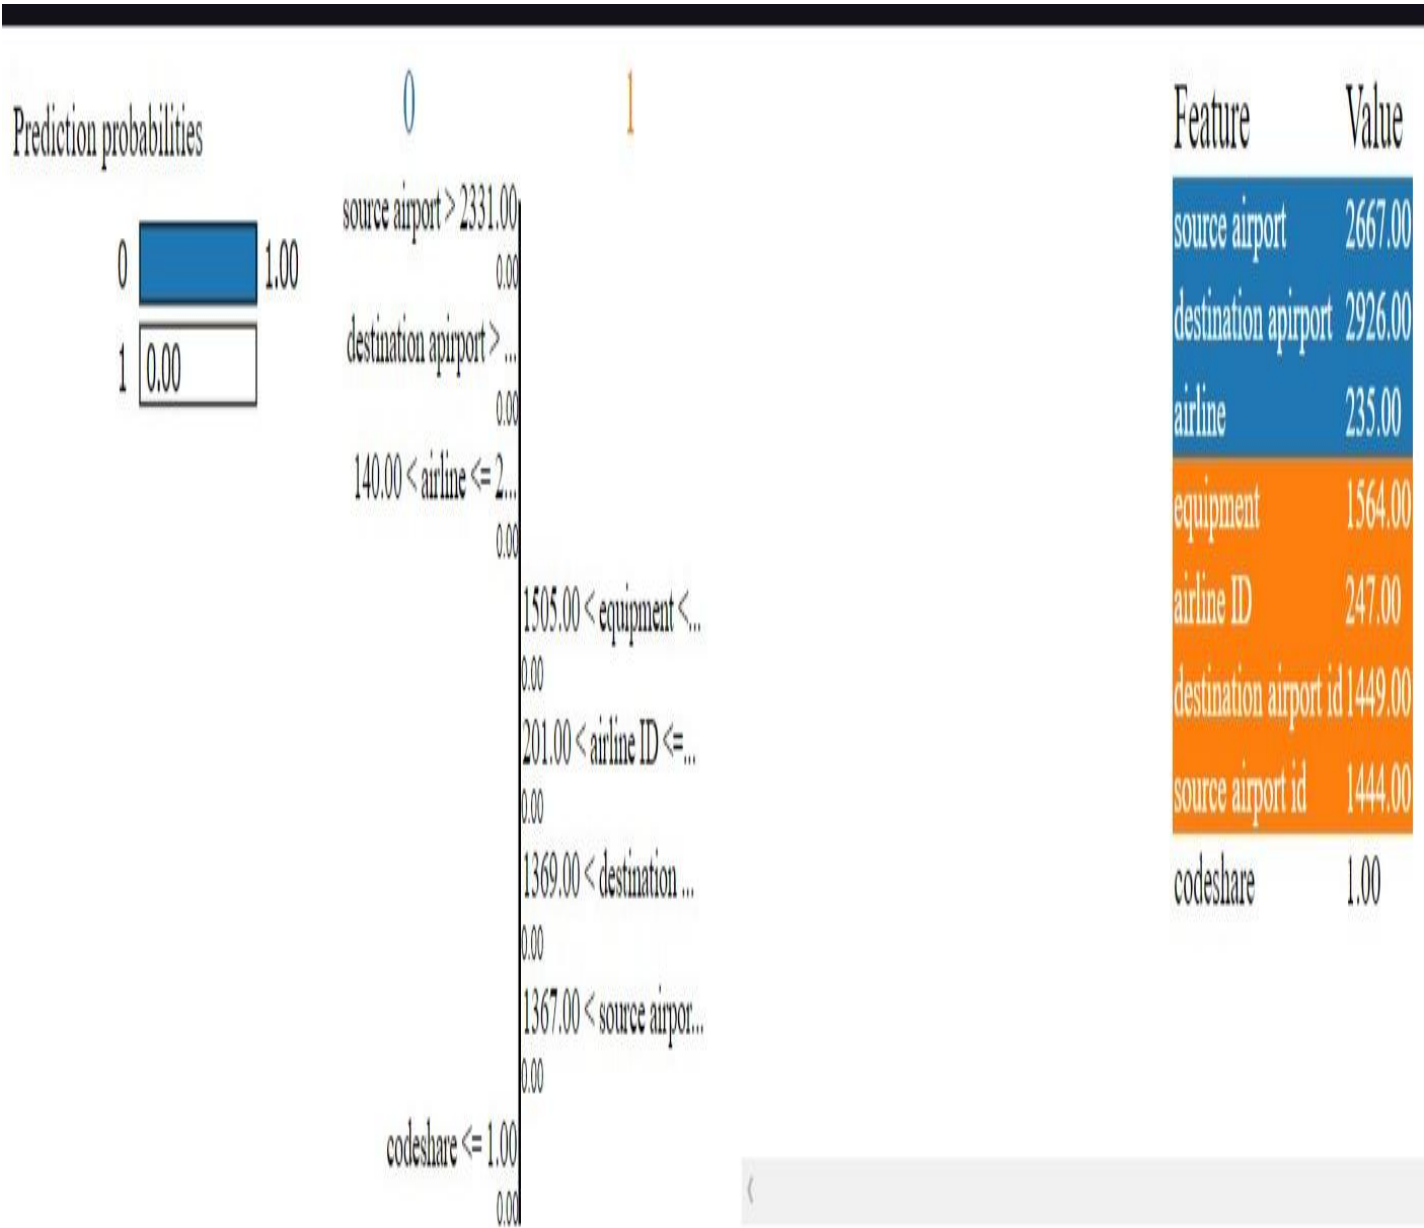 Prediction probabilities
0 1.00
1 0.00
0 1
source airport > 2331.00
0.00
destination apirport > ...
0.00
140.00 < airline <= 2...
0.00
1505.00 < equipment <...
0.00
201.00 < airline ID <=...
0.00
1369.00 < destination ...
0.00
1367.00 < source airpor...
0.00
codeshare <= 1.00
0.00
Feature Value
source airport 2667.00
destination apirport 2926.00
airline 235.00
equipment 1564.00
airline ID 247.00
destination airport id 1449.00
source airport id 1444.00
codeshare 1.00